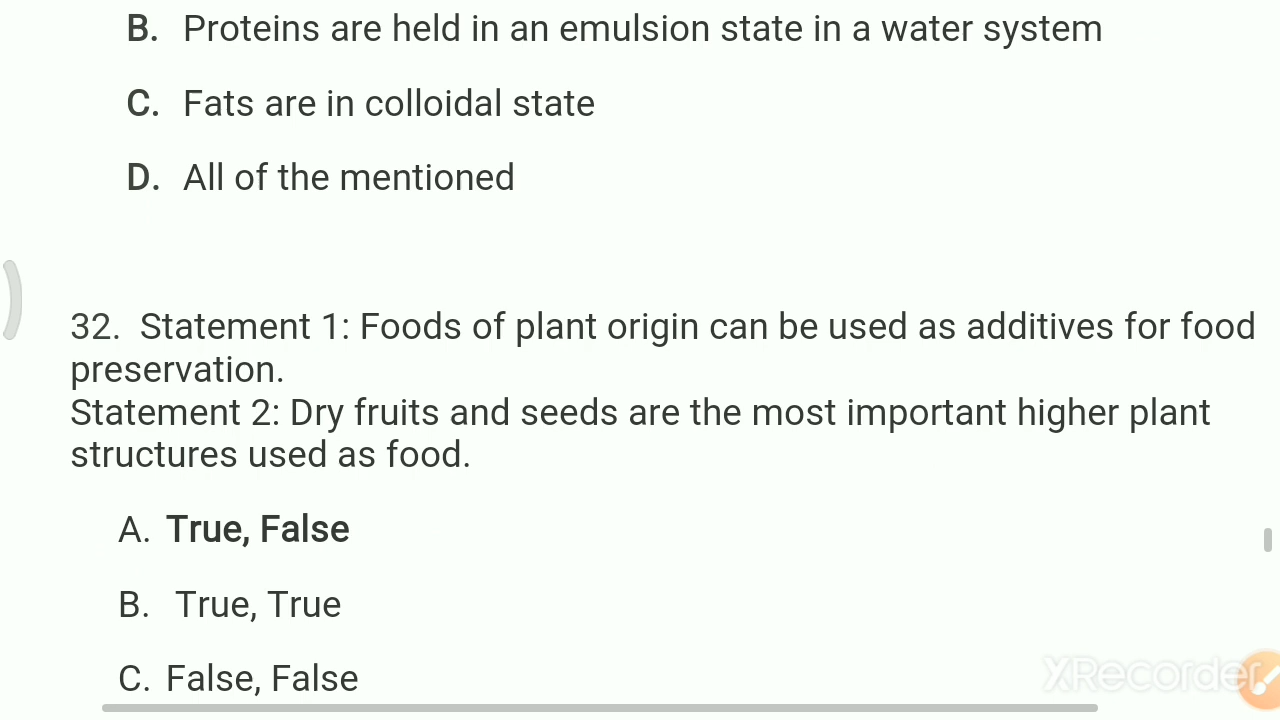 B. Proteins are held in an emulsion state in a water system
C. Fats are in colloidal state
D. All of the mentioned
32. Statement 1: Foods of plant origin can be used as additives for food
preservation.
Statement 2: Dry fruits and seeds are the most important higher plant
structures used as food.
A. True, False
B. True, True
C. False, False
XRecorder